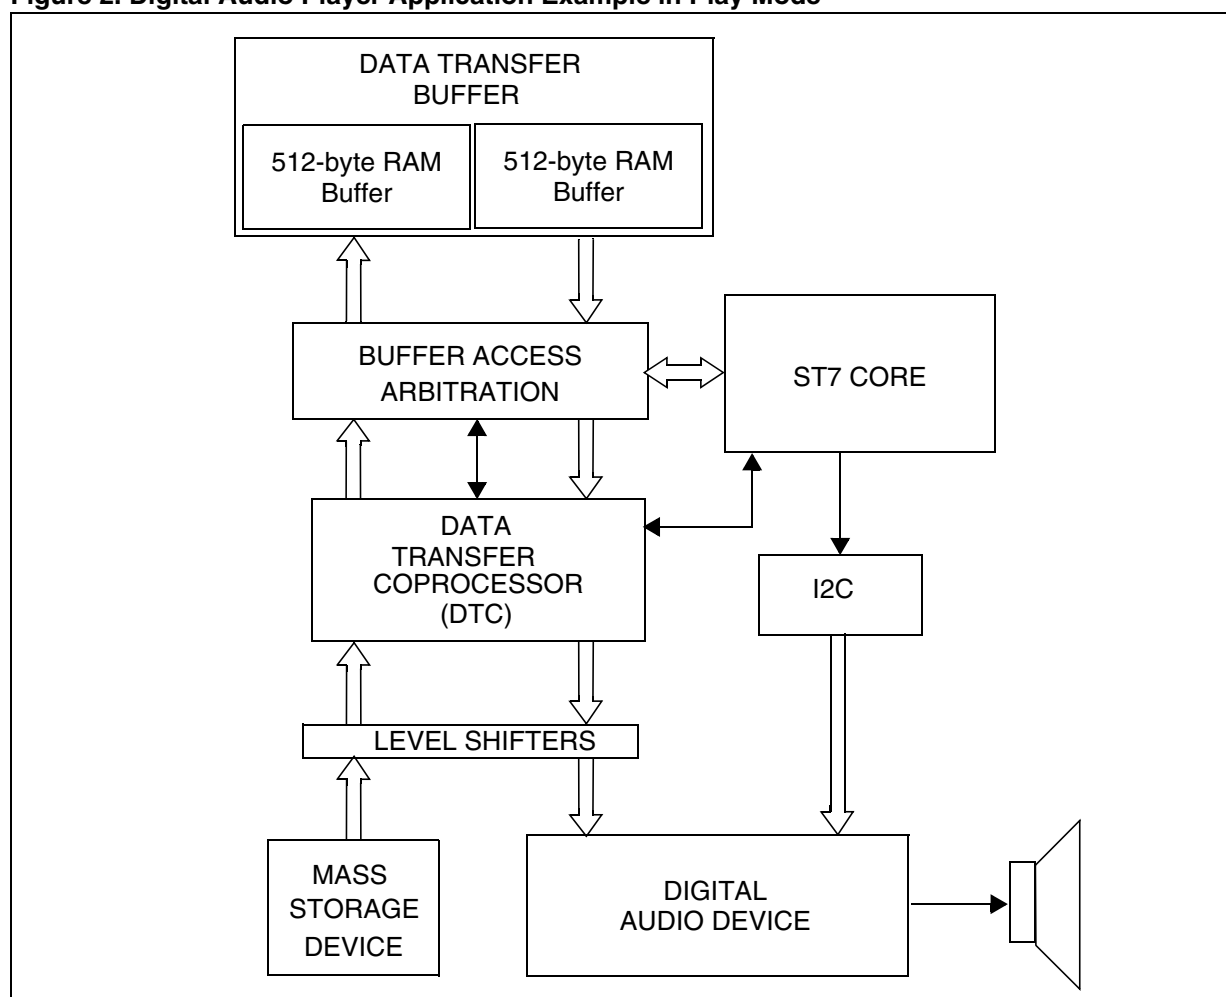 Figure 2. Digital Audio Player Application Example in Play Mode
DATA TRANSFER
BUFFER
512-byte RAM
Buffer
512-byte RAM
Buffer
BUFFER ACCESS
ARBITRATION
ST7 CORE
DATA
TRANSFER
COPROCESSOR
(DTC)
I2C
LEVEL SHIFTERS
MASS
STORAGE
DEVICE
DIGITAL
AUDIO DEVICE